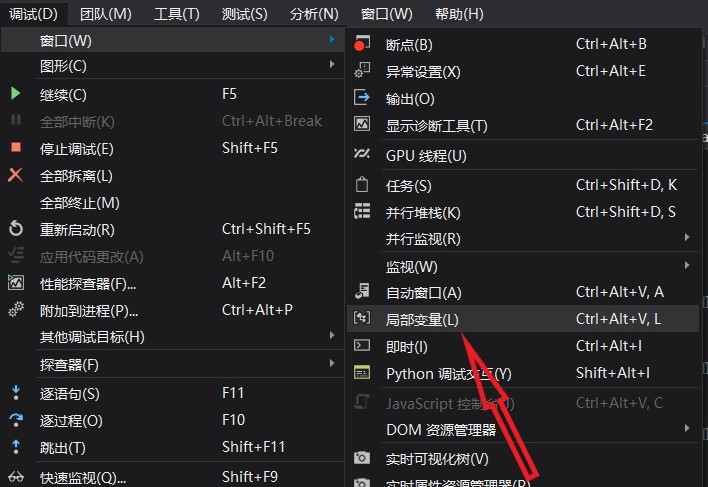 调试(D) 团队(M) 工具(T) 测试(S) 分析(N) 窗口(W) 帮助(H)
窗口(W)
图形(C)
继续(C) F5
全部中断(K) Ctrl+Alt+Break
停止调试(E) Shift+F5
全部拆离(L)
全部终止(M)
重新启动(R) Ctrl+Shift+F5
应用代码更改(A) Alt+F10
性能探查器(F)... Alt+F2
附加到进程(P)... Ctrl+Alt+P
其他调试目标(H)
探查器(F)
逐语句(S) F11
逐过程(O) F10
跳出(T) Shift+F11
快速监视(Q)... Shift+F9
断点(B) Ctrl+Alt+B
异常设置(X) Ctrl+Alt+E
输出(O)
显示诊断工具(T) Ctrl+Alt+F2
GPU 线程(U)
任务(S) Ctrl+Shift+D, K
并行堆栈(K) Ctrl+Shift+D, S
并行监视(R)
监视(W)
自动窗口(A) Ctrl+Alt+V, A
局部变量(L) Ctrl+Alt+V, L
即时(I) Ctrl+Alt+I
Python 调试交互(Y) Shift+Alt+I
JavaScript 控制 Ctrl+Alt+V, C
DOM 资源管理器
实时可视化树(V)
实时属性资源管理器(R)